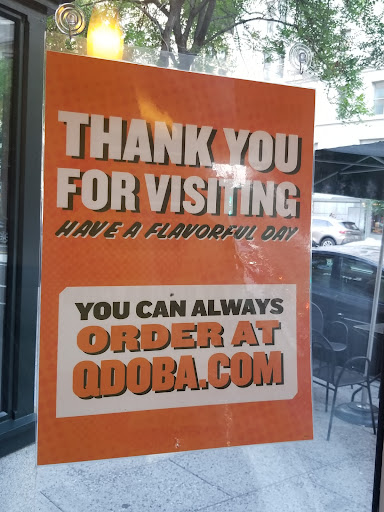 THANK YOU
FOR VISITING
HAVE A FLAVORFUL DAY
YOU CAN ALWAYS
ORDER AT
QDOBA.COM